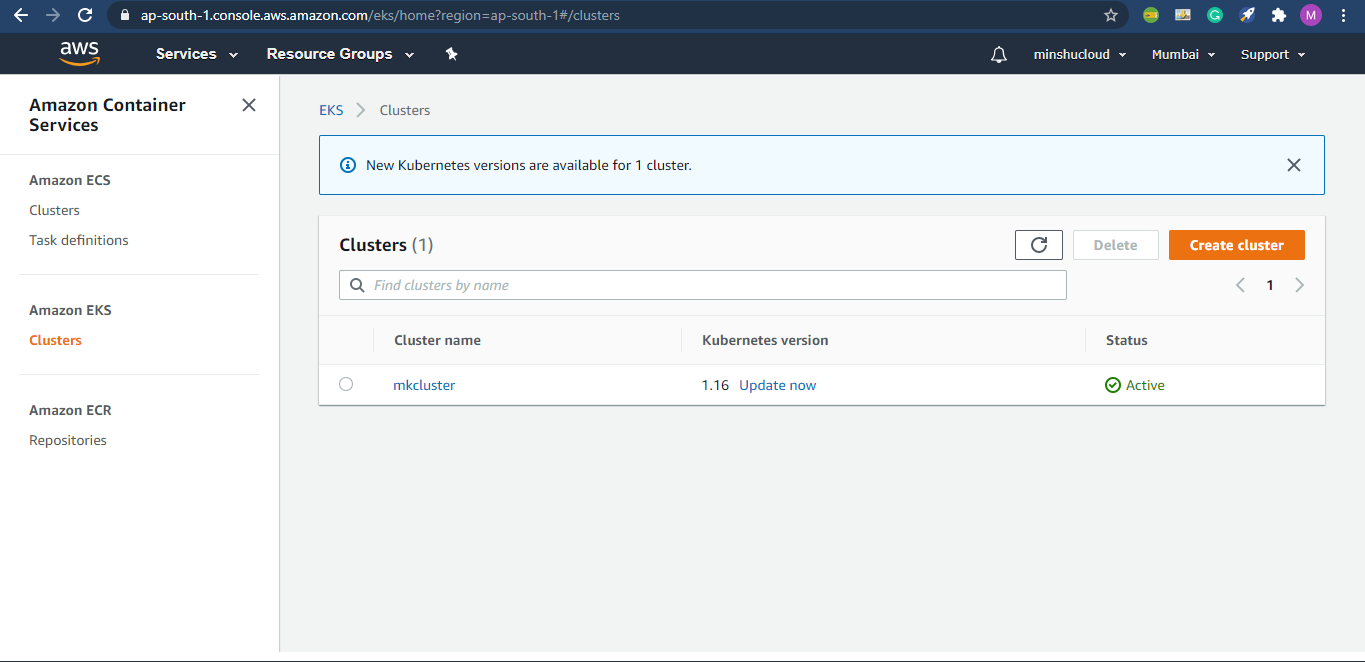 ap-south-1.console.aws.amazon.com/eks/home?region=ap-south-1#/clusters
M
aws Services Resource Groups minshucloud Mumbai Support
Amazon Container
Services
Amazon ECS
Clusters
Task definitions
Amazon EKS
Clusters
Amazon ECR
Repositories
EKS Clusters
New Kubernetes versions are available for 1 cluster.
Clusters (1) Delete Create cluster
Find clusters by name 1
Cluster name Kubernetes version Status
mkcluster 1.16 Update now Active